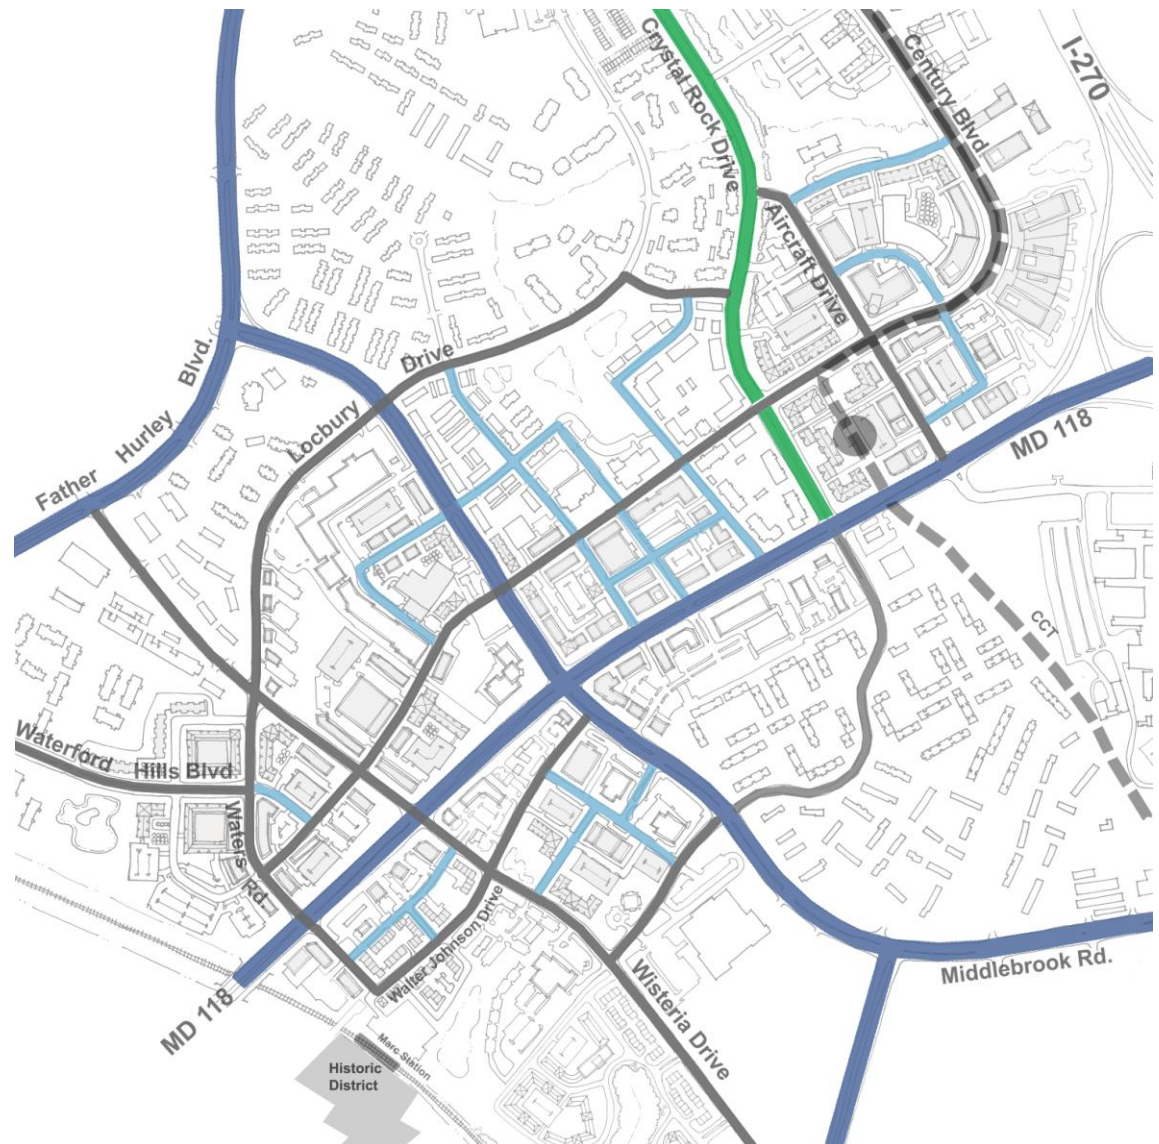 Crystal Rock Drive
Century Blvd.
I-270
Aircraft Drive
Blvd.
Hurley
Father
Locbury
Drive
MD 118
CCT
Waterford
Hills Blvd
Waters
Rd.
Walter Johnson Drive
Wisteria Drive
Middlebrook Rd.
MD 118
Marc Station
Historic
District